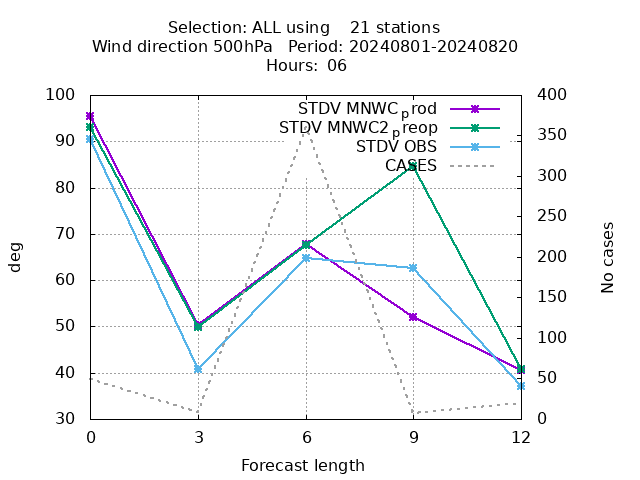 Selection: ALL using    21 stations
Wind direction 500hPa   Period: 20240801-20240820
Hours: 06
STDV MNWCprod
STDV MNWC2preop
STDV OBS
CASES
100
90
80
70
60
50
40
30
400
350
300
250
200
150
100
50
0
deg
No cases
0 3 6 9 12
Forecast length